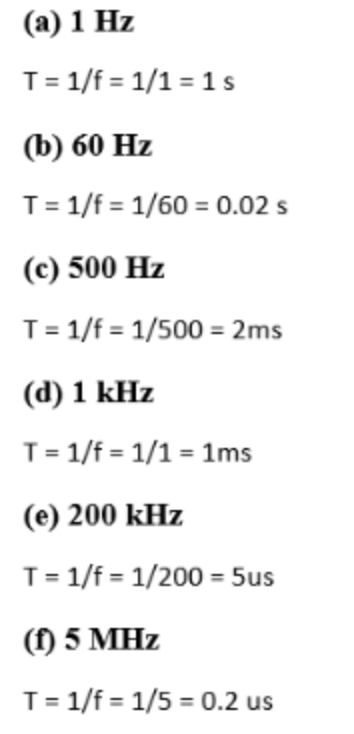 (a) 1 Hz
T = 1/f = 1/1 = 1 s
(b) 60 Hz
T = 1/f = 1/60 = 0.02 s
(c) 500 Hz
T = 1/f = 1/500 = 2ms
(d) 1 kHz
T = 1/f = 1/1 = 1ms
(e) 200 kHz
T = 1/f = 1/200 = 5us
(f) 5 MHz
T = 1/f = 1/5 = 0.2 us